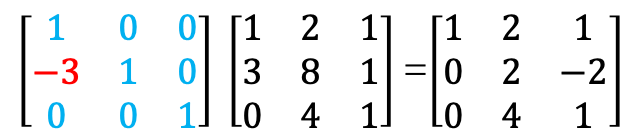 [1 0 0] [1 2 1] [1 2 1]
[−3 1 0] [3 8 1] = [0 2 −2]
[0 0 1] [0 4 1] [0 4 1]